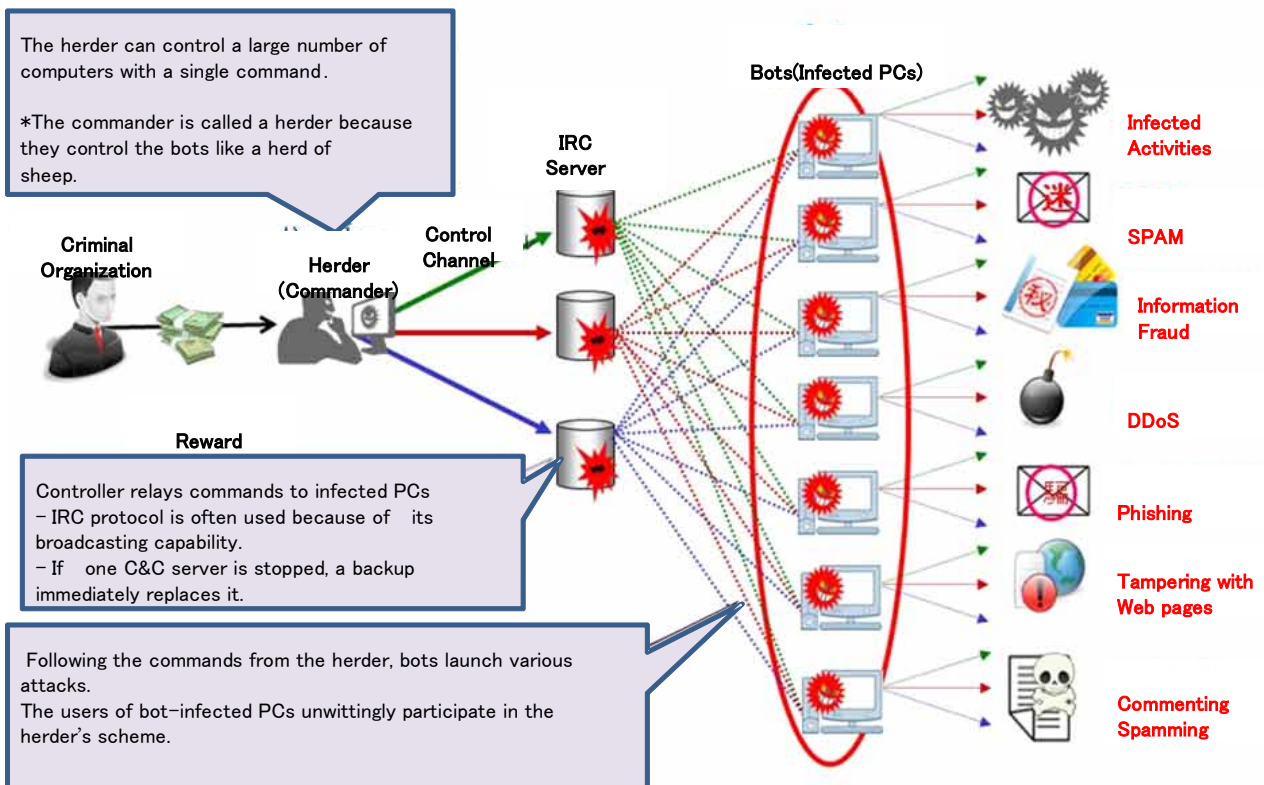 The herder can control a large number of
computers with a single command.
*The commander is called a herder because
they control the bots like a herd of
sheep.
Bots(Infected PCs)
IRC
Server
Control
Channel
Criminal
Organization
Herder
(Commander)
Reward
Controller relays commands to infected PCs
- IRC protocol is often used because of its
broadcasting capability.
- If one C&C server is stopped, a backup
immediately replaces it.
Following the commands from the herder, bots launch various
attacks.
The users of bot-infected PCs unwittingly participate in the
herder's scheme.
Infected
Activities
迷
SPAM
秘
Information
Fraud
DDoS
騙
Phishing
Tampering with
Web pages
Commenting
Spamming